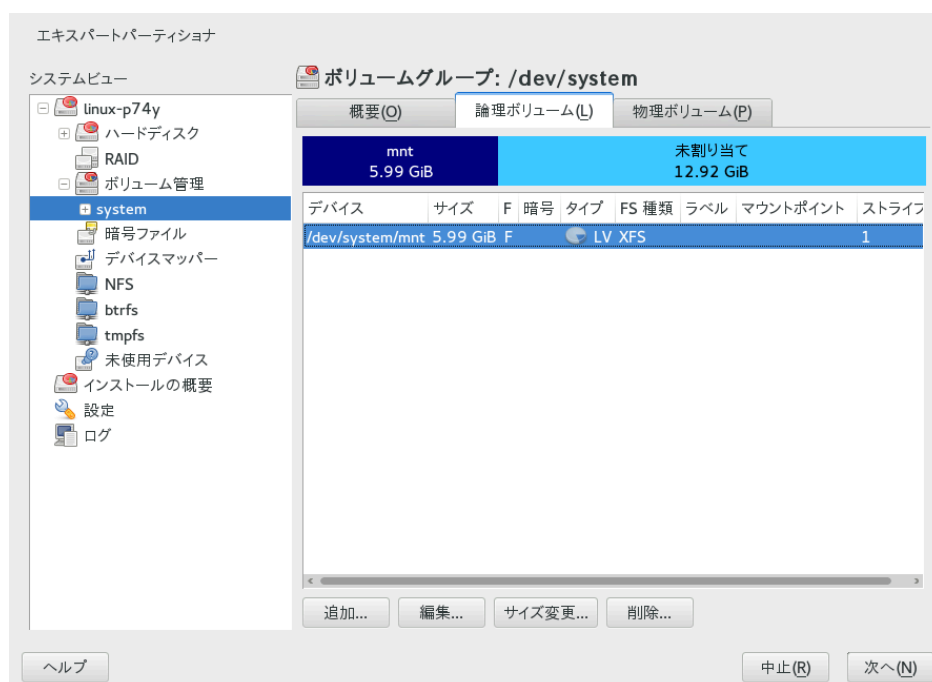 エキスパートパーティショナ
システムビュー
linux-p74y
ハードディスク
RAID
ボリューム管理
system
暗号ファイル
デバイスマッパー
NFS
btrfs
tmpfs
未使用デバイス
インストールの概要
設定
ログ
ボリュームグループ: /dev/system
概要(O) 論理ボリューム(L) 物理ボリューム(P)
mnt 未割り当て
5.99 GiB 12.92 GiB
デバイス サイズ F 暗号 タイプ FS 種類 ラベル マウントポイント ストライプ
/dev/system/mnt 5.99 GiB F LV XFS 1
追加... 編集... サイズ変更... 削除...
ヘルプ 中止(R) 次へ(N)